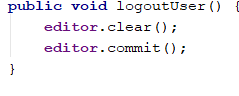 public void logoutUser() {
    editor.clear();
    editor.commit();
}